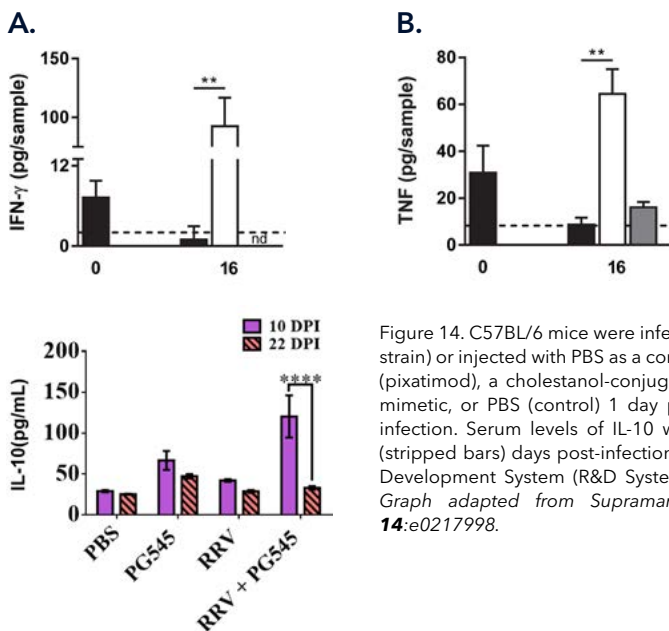 A.
B.
150
100
12
0
IFN-γ (pg/sample)
**
nd
0
16
80
60
40
20
0
TNF (pg/sample)
**
0
16
10 DPI
22 DPI
200
150
100
50
0
IL-10(pg/mL)
****
PBS
PG545
RRV
RRV + PG545
Figure 14. C57BL/6 mice were infe
strain) or injected with PBS as a con
(pixatimod), a cholestanol-conjug
mimetic, or PBS (control) 1 day p
infection. Serum levels of IL-10 w
(stripped bars) days post-infection
Development System (R&D Syste
Graph adapted from Supramar
14:e0217998.